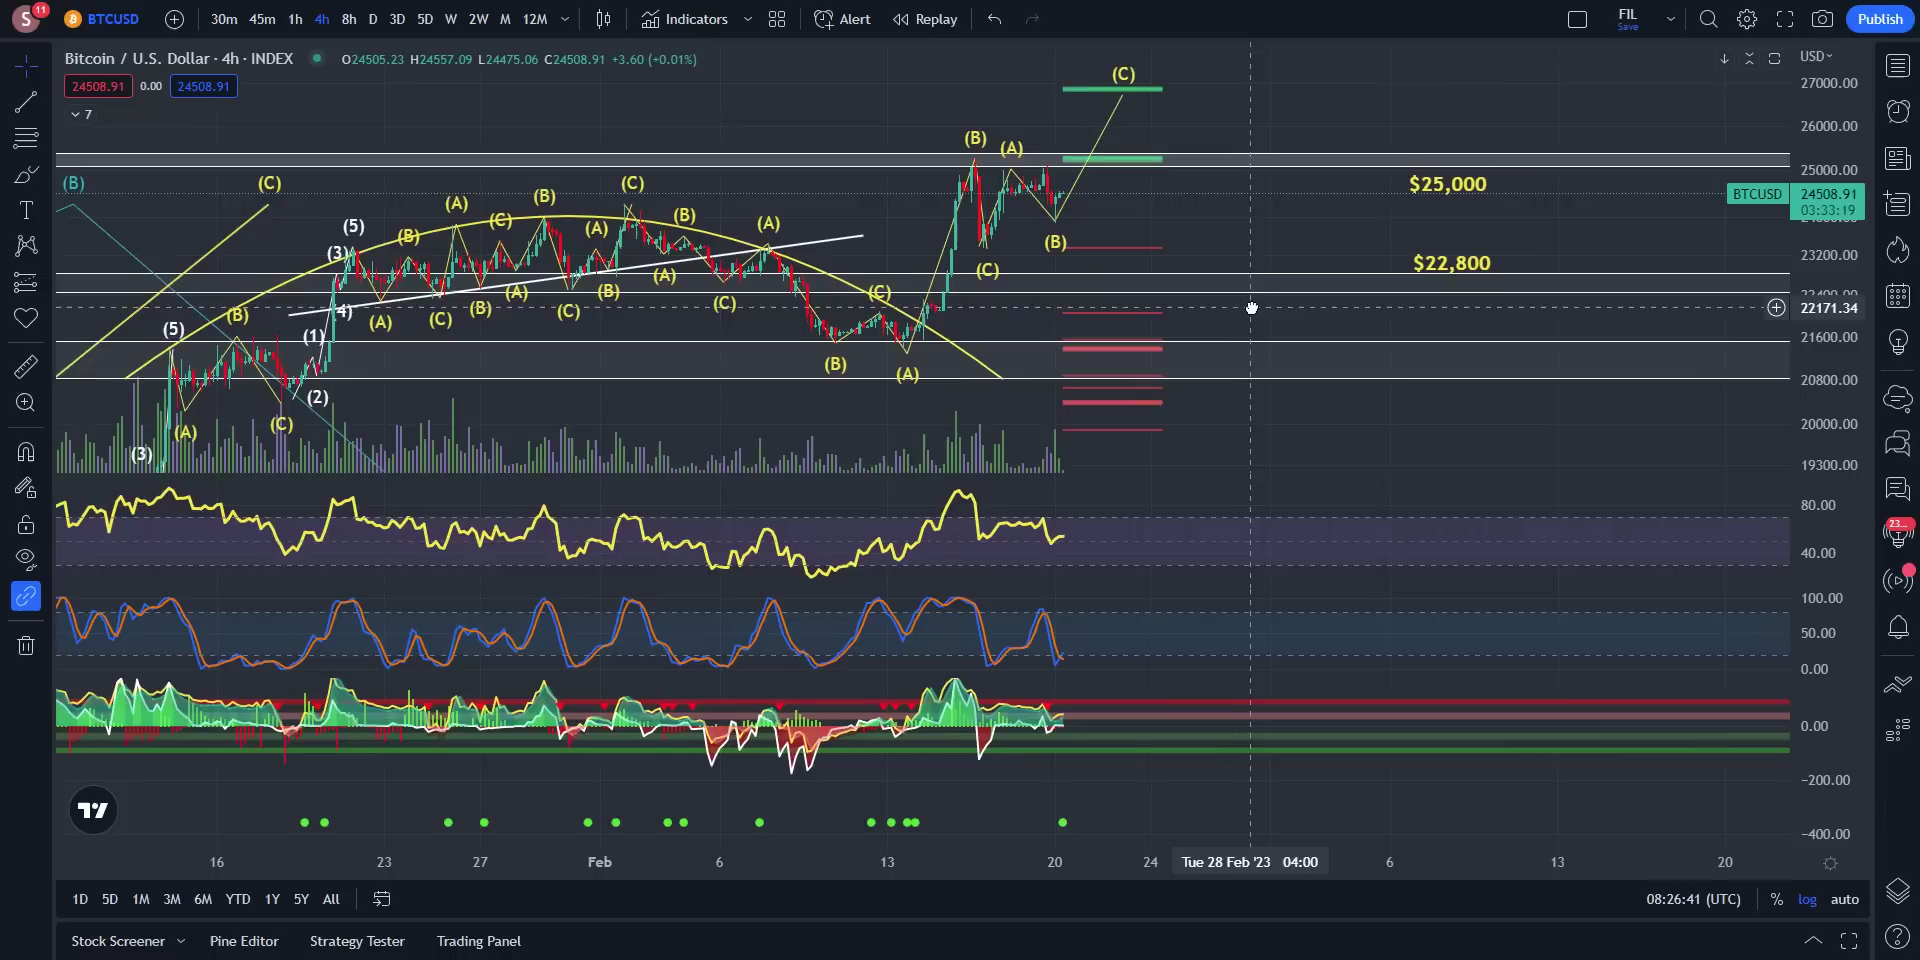 S 11 BTCUSD 30m 45m 1h 4h 8h D 3D 5D W 2W M 12M Indicators Alert Replay FIL Save Publish
Bitcoin / U.S. Dollar · 4h · INDEX O24505.23 H24557.09 L24475.06 C24508.91 +3.60 (+0.01%) USD
24508.91 0.00 24508.91
7
(C)
27000.00
26000.00
(B) (A)
25000.00
(B) (C) (C) $25,000
(B) BTCUSD 24508.91
03:33:19
(A) (C) (B) (A)
(5) (B) (A) (B)
(3) (A) (C) $22,800 23200.00
(C) (B) (A) (C) (B) (C)
4) (A) (C) (B) (C) 22171.34
(B) (5) (1) 21600.00
(B) (A) 20800.00
(2)
(A) (C) 20000.00
(3) 19300.00
80.00
40.00
100.00
50.00
0.00
0.00
−200.00
−400.00
16 23 27 Feb 6 13 20 24 Tue 28 Feb '23 04:00 6 13 20
1D 5D 1M 3M 6M YTD 1Y 5Y All 08:26:41 (UTC) % log auto
Stock Screener Pine Editor Strategy Tester Trading Panel